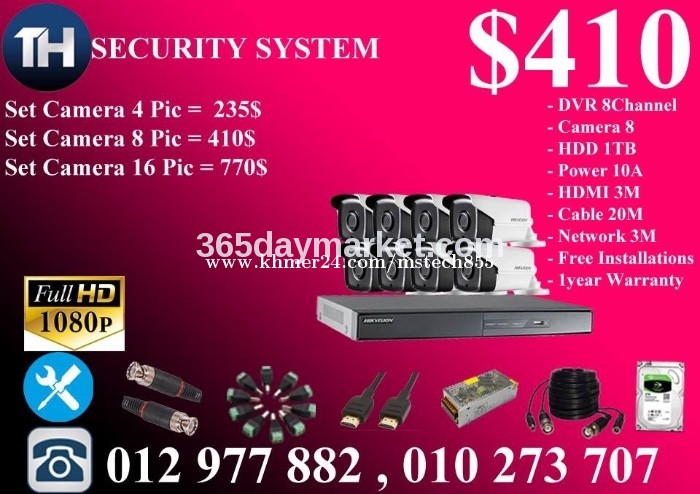 TH SECURITY SYSTEM
$410
Set Camera 4 Pic = 235$
Set Camera 8 Pic = 410$
Set Camera 16 Pic = 770$
- DVR 8Channel
- Camera 8
- HDD 1TB
- Power 10A
- HDMI 3M
- Cable 20M
- Network 3M
- Free Installations
- 1year Warranty
365daymarket.com
www.khmer24.com/mstech855
HIKVISION
Full HD
1080P
012 977 882 , 010 273 707